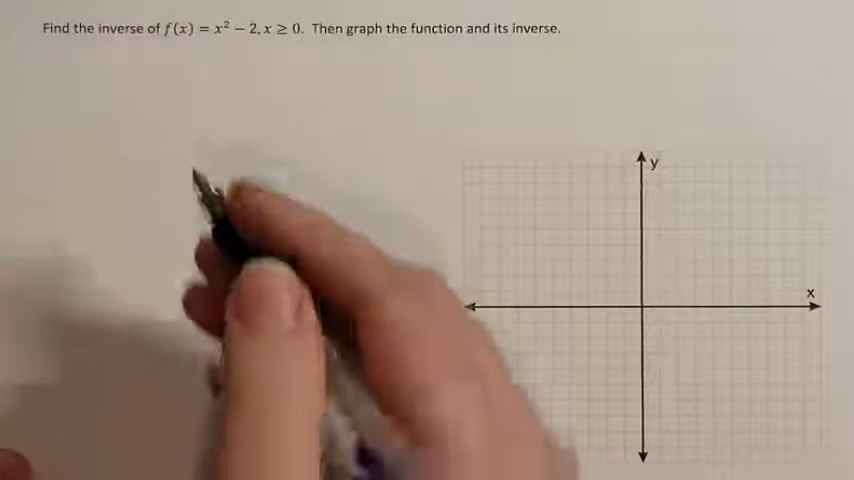 Find the inverse of f(x) = x² − 2, x ≥ 0. Then graph the function and its inverse.
y
x